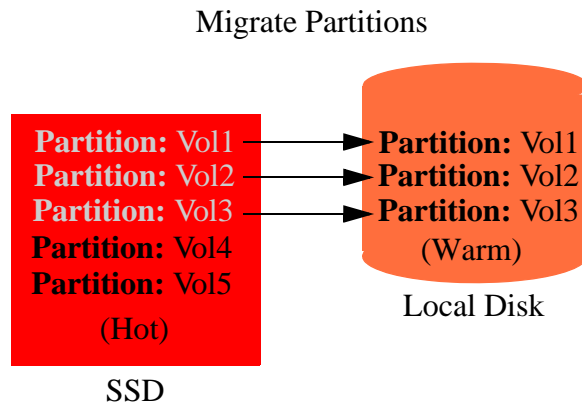 Migrate Partitions
Partition: Vol1
Partition: Vol2
Partition: Vol3
Partition: Vol4
Partition: Vol5
(Hot)
SSD
Partition: Vol1
Partition: Vol2
Partition: Vol3
(Warm)
Local Disk